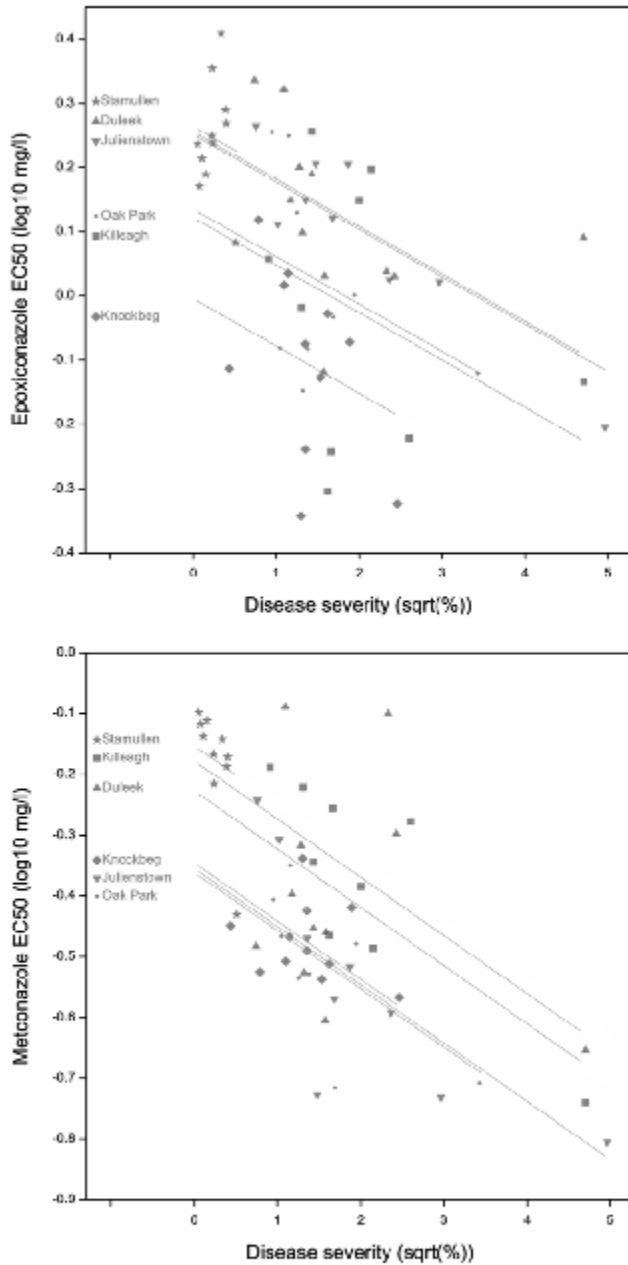 0.4
★Stamullen
0.3
▲Duleek
▼Julienstown
0.2
Oak Park
0.1
■Killeagh
0.0
◆Knockbeg
-0.1
-0.2
-0.3
-0.4
Epoxiconazole EC50 (log10 mg/l)
0 1 2 3 4 5
Disease severity (sqrt(%))
0.0
-0.1
★Stamullen
■Killeagh
-0.2
▲Duleek
-0.3
◆Knockbeg
▼Julienstown
-0.4
• Oak Park
-0.5
-0.6
-0.7
-0.8
-0.9
Metconazole EC50 (log10 mg/l)
0 1 2 3 4 5
Disease severity (sqrt(%))